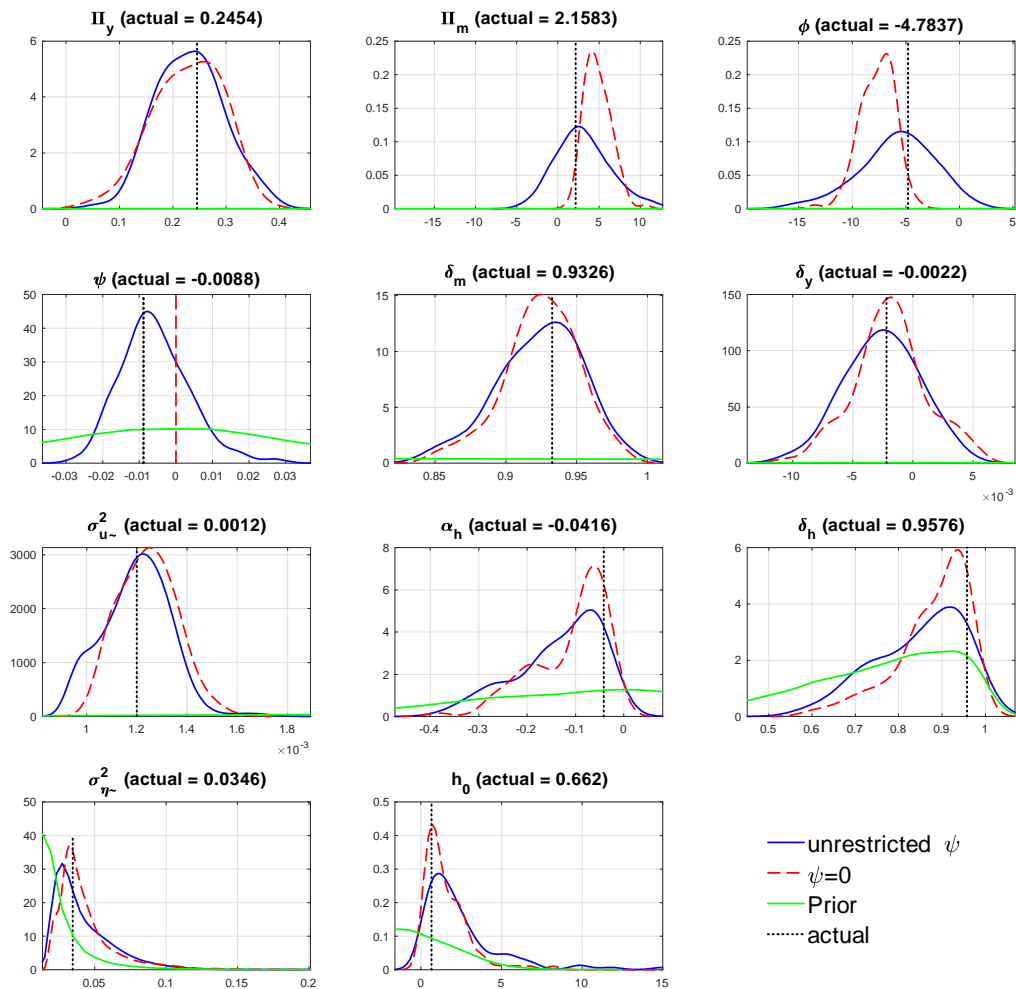 Π_y (actual = 0.2454)
6
4
2
0
0 0.1 0.2 0.3 0.4
Π_m (actual = 2.1583)
0.25
0.2
0.15
0.1
0.05
0
-15 -10 -5 0 5 10
ϕ (actual = -4.7837)
0.25
0.2
0.15
0.1
0.05
0
-15 -10 -5 0 5
ψ (actual = -0.0088)
50
40
30
20
10
0
-0.03 -0.02 -0.01 0 0.01 0.02 0.03
δ_m (actual = 0.9326)
15
10
5
0
0.85 0.9 0.95 1
δ_y (actual = -0.0022)
150
100
50
0
-10 -5 0 5
×10^-3
σ²_u~ (actual = 0.0012)
3000
2000
1000
0
1 1.2 1.4 1.6 1.8
×10^-3
α_h (actual = -0.0416)
8
6
4
2
0
-0.4 -0.3 -0.2 -0.1 0
δ_h (actual = 0.9576)
6
4
2
0
0.5 0.6 0.7 0.8 0.9 1
σ²_η~ (actual = 0.0346)
50
40
30
20
10
0
0.05 0.1 0.15 0.2
h_0 (actual = 0.662)
0.5
0.4
0.3
0.2
0.1
0
0 5 10 15
unrestricted ψ
ψ=0
Prior
actual